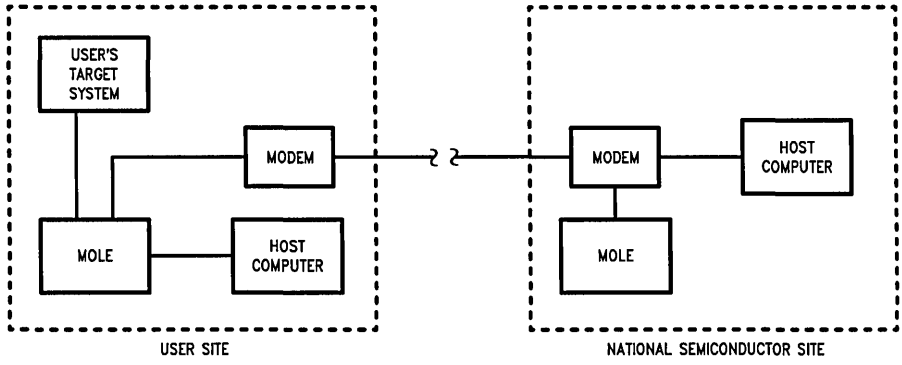 USER'S
TARGET
SYSTEM
MODEM
MOLE
HOST
COMPUTER
USER SITE
MODEM
HOST
COMPUTER
MOLE
NATIONAL SEMICONDUCTOR SITE